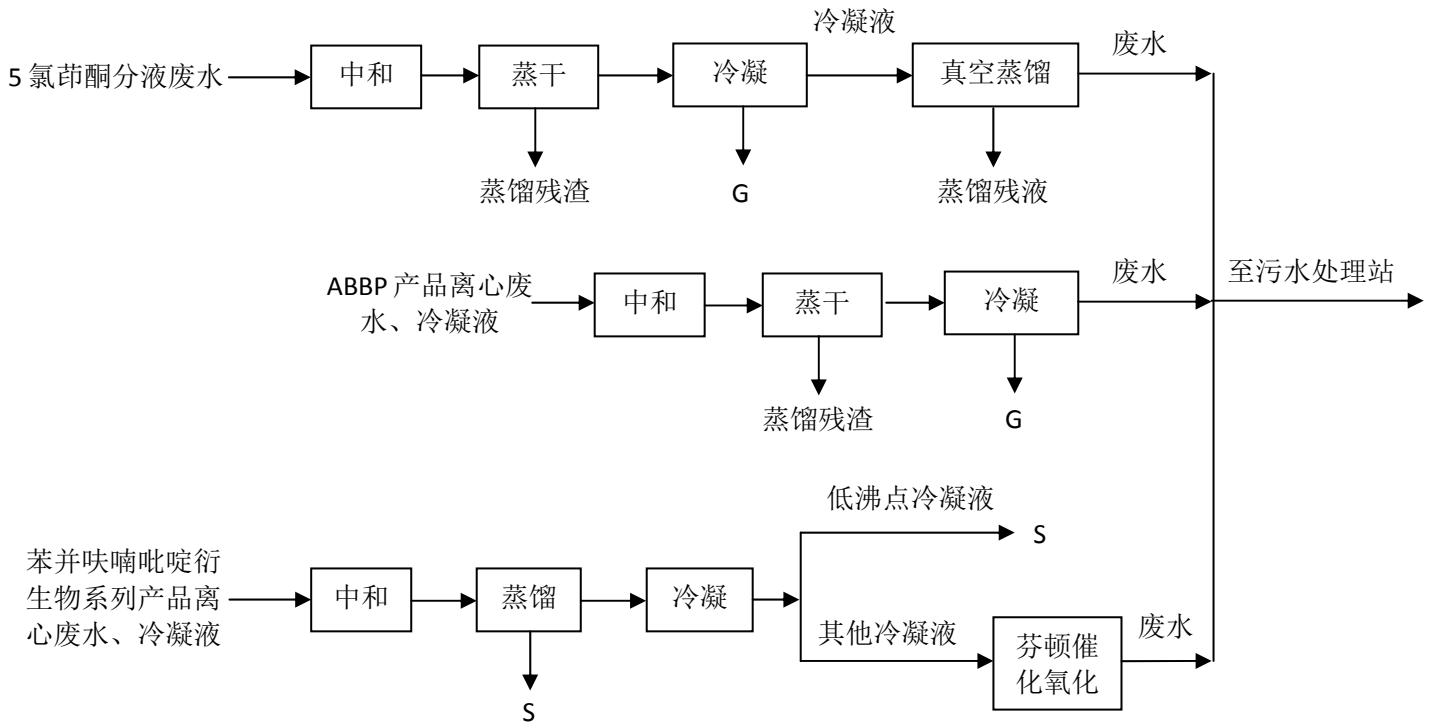 冷凝液
废水
5 氯茚酮分液废水
中和
蒸干
冷凝
真空蒸馏
蒸馏残渣
G
蒸馏残液
ABBP 产品离心废
水、冷凝液
中和
蒸干
冷凝
废水
至污水处理站
蒸馏残渣
G
低沸点冷凝液
S
苯并呋喃吡啶衍
生物系列产品离
心废水、冷凝液
中和
蒸馏
冷凝
其他冷凝液
芬顿催
化氧化
废水
S